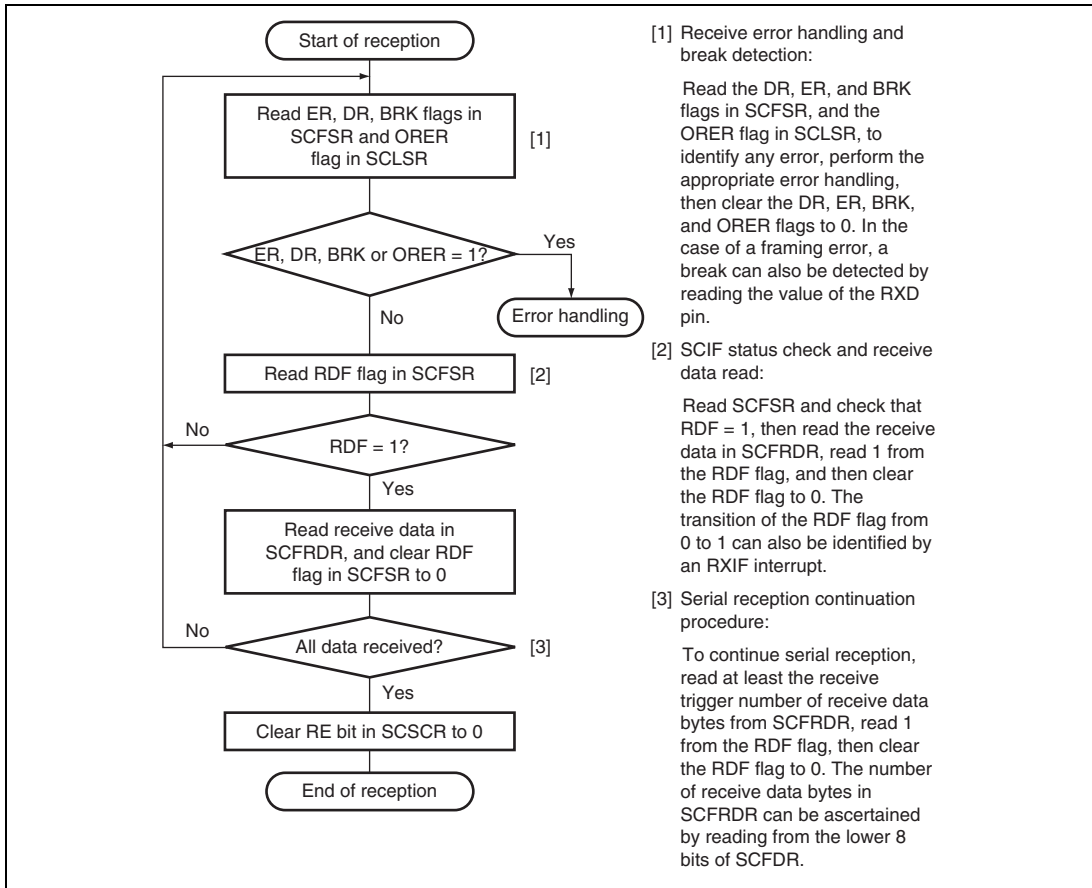 Start of reception
Read ER, DR, BRK flags in
SCFSR and ORER
flag in SCLSR
[1]
ER, DR, BRK or ORER = 1?
Yes
Error handling
No
Read RDF flag in SCFSR
[2]
No
RDF = 1?
Yes
Read receive data in
SCFRDR, and clear RDF
flag in SCFSR to 0
No
All data received?
[3]
Yes
Clear RE bit in SCSCR to 0
End of reception
[1] Receive error handling and
break detection:
Read the DR, ER, and BRK
flags in SCFSR, and the
ORER flag in SCLSR, to
identify any error, perform the
appropriate error handling,
then clear the DR, ER, BRK,
and ORER flags to 0. In the
case of a framing error, a
break can also be detected by
reading the value of the RXD
pin.
[2] SCIF status check and receive
data read:
Read SCFSR and check that
RDF = 1, then read the receive
data in SCFRDR, read 1 from
the RDF flag, and then clear
the RDF flag to 0. The
transition of the RDF flag from
0 to 1 can also be identified by
an RXIF interrupt.
[3] Serial reception continuation
procedure:
To continue serial reception,
read at least the receive
trigger number of receive data
bytes from SCFRDR, read 1
from the RDF flag, then clear
the RDF flag to 0. The number
of receive data bytes in
SCFRDR can be ascertained
by reading from the lower 8
bits of SCFDR.